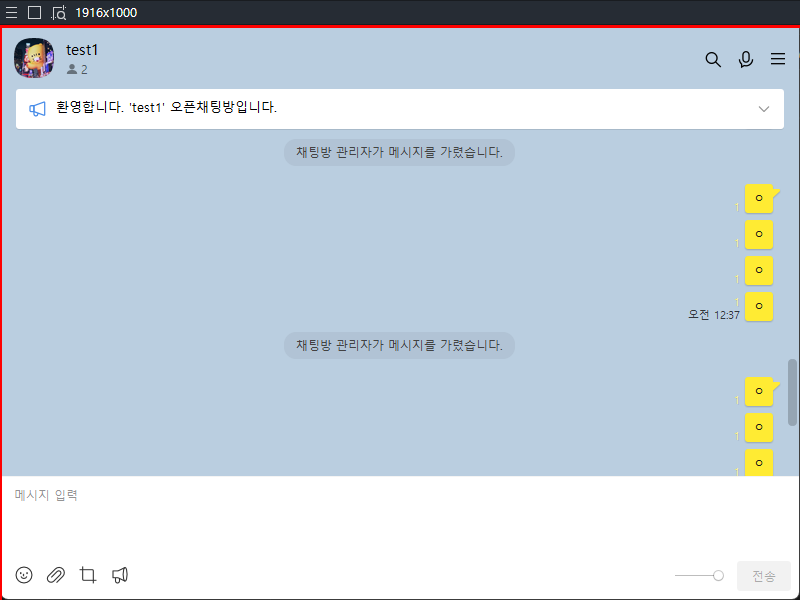 1916x1000
test1
2
환영합니다. 'test1' 오픈채팅방입니다.
채팅방 관리자가 메시지를 가렸습니다.
1 ㅇ
1 ㅇ
1 ㅇ
1 ㅇ
오전 12:37
채팅방 관리자가 메시지를 가렸습니다.
1 ㅇ
1 ㅇ
1 ㅇ
메시지 입력
전송